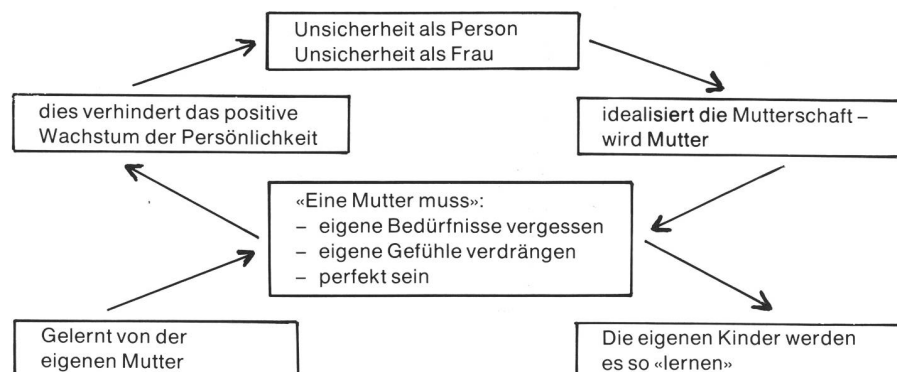 Unsicherheit als Person
Unsicherheit als Frau
dies verhindert das positive
Wachstum der Persönlichkeit
idealisiert die Mutterschaft –
wird Mutter
«Eine Mutter muss»:
– eigene Bedürfnisse vergessen
– eigene Gefühle verdrängen
– perfekt sein
Gelernt von der
eigenen Mutter
Die eigenen Kinder werden
es so «lernen»